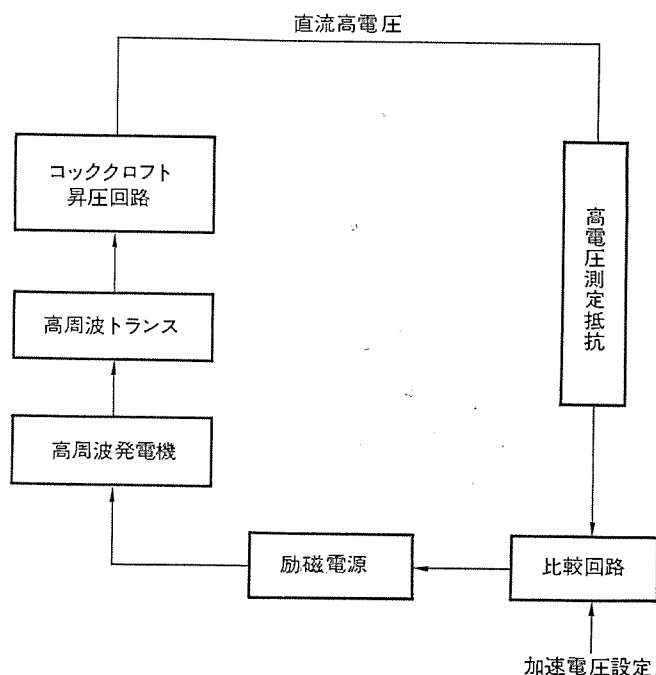 直流高電圧
コッククロフト
昇圧回路
高電圧測定抵抗
高周波トランス
高周波発電機
励磁電源
比較回路
加速電圧設定